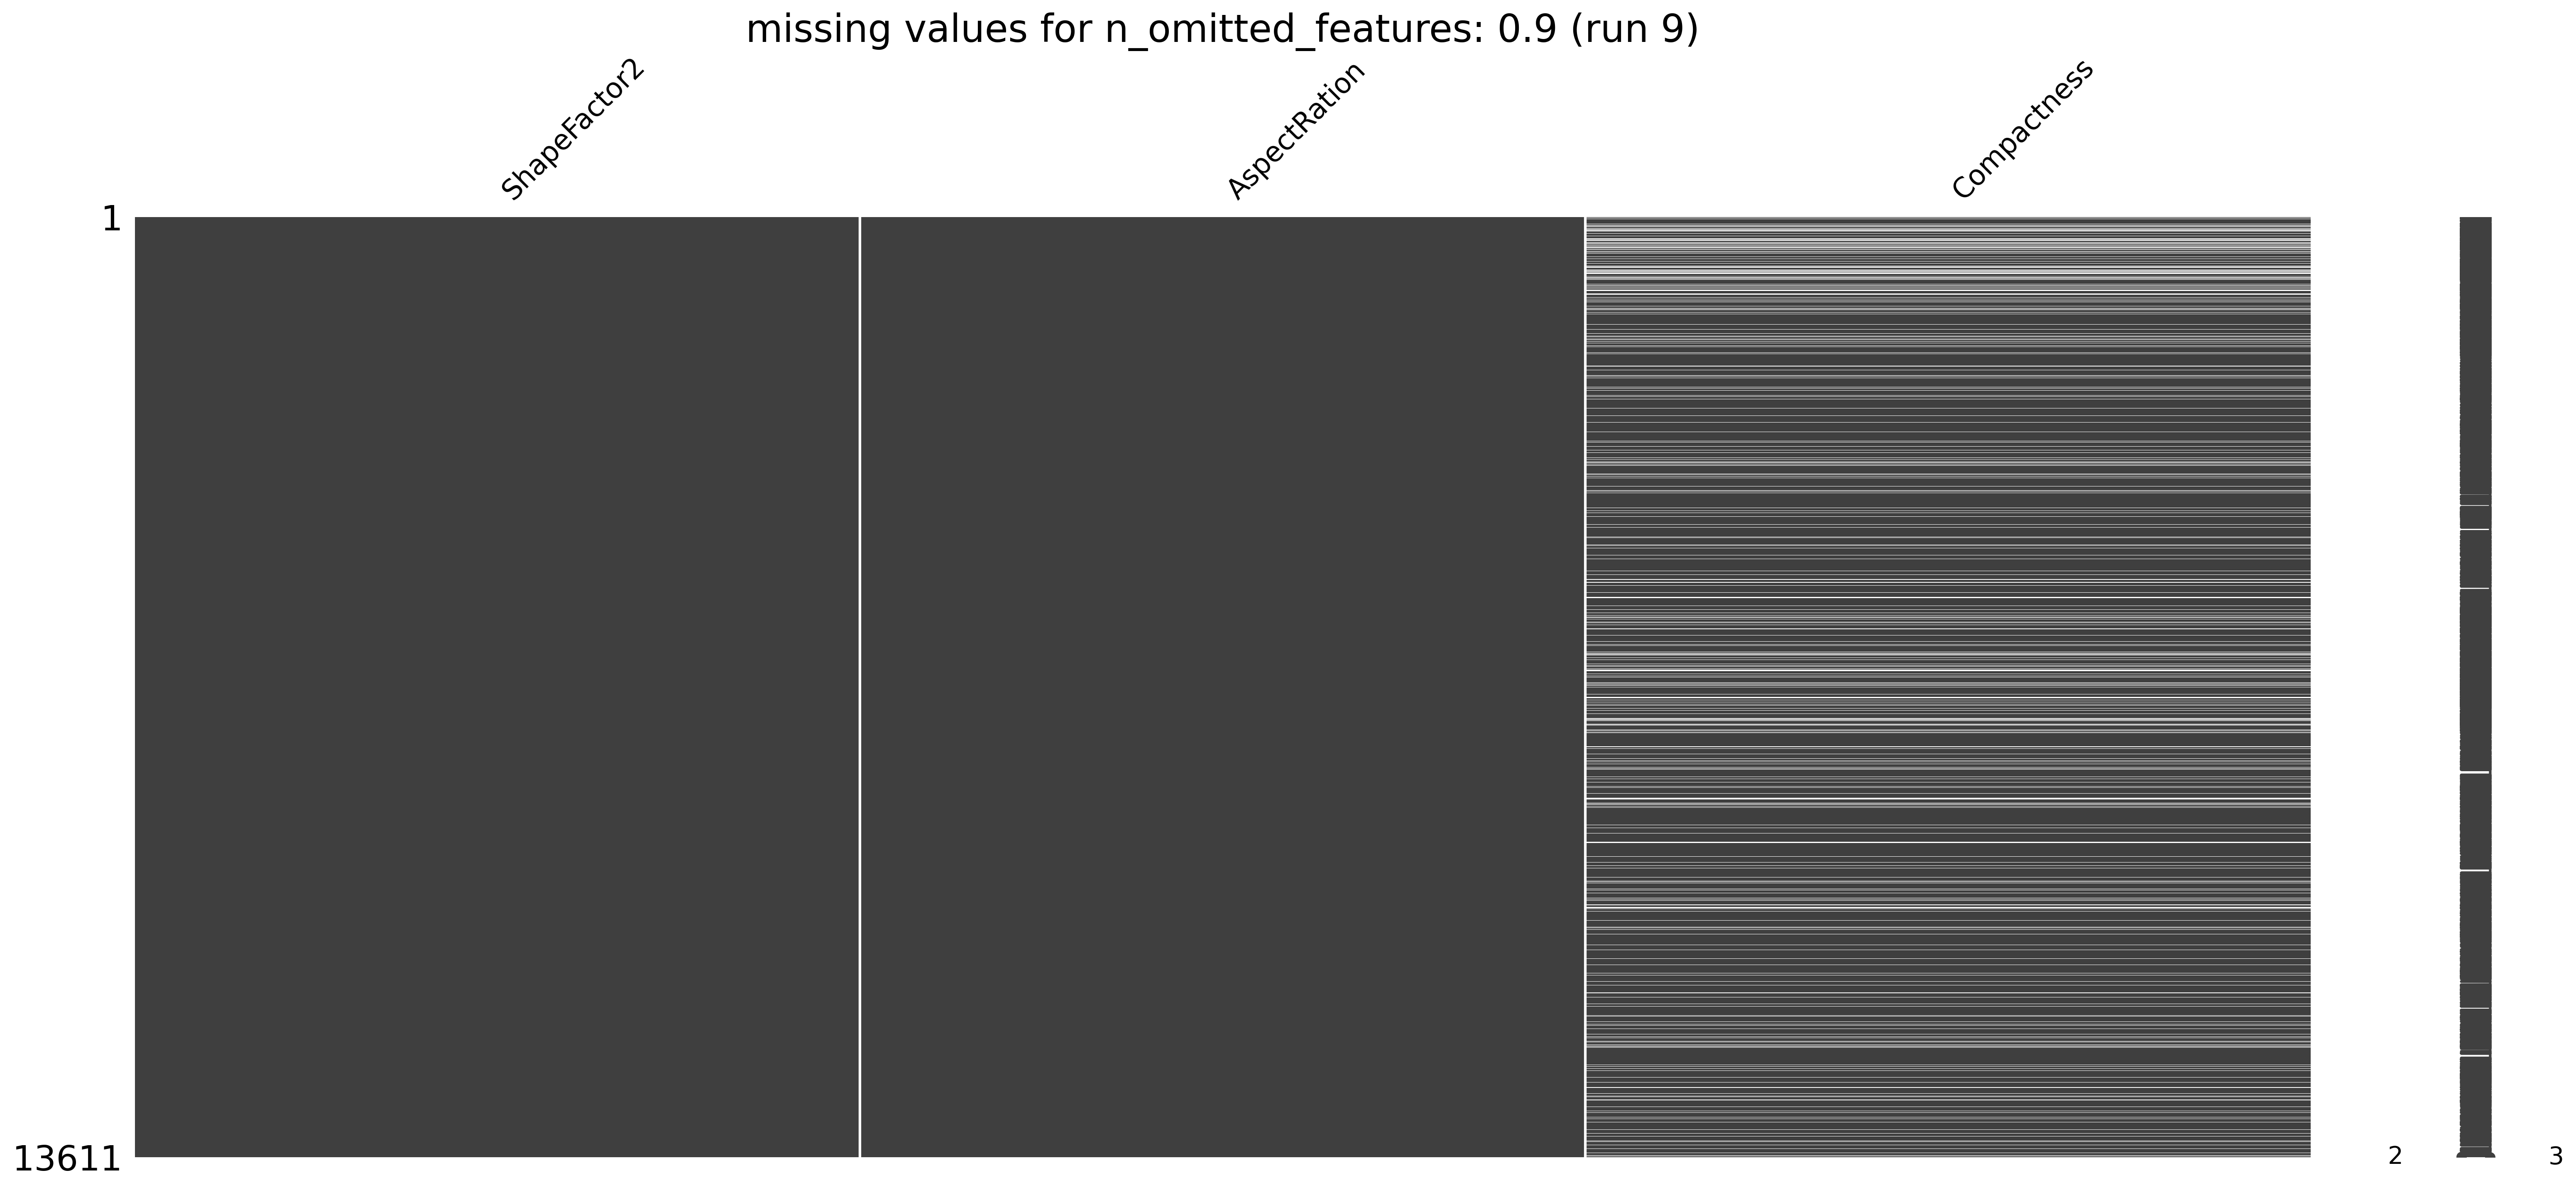 missing values for n_omitted_features: 0.9 (run 9)
ShapeFactor2
AspectRation
Compactness
1
13611
2
3